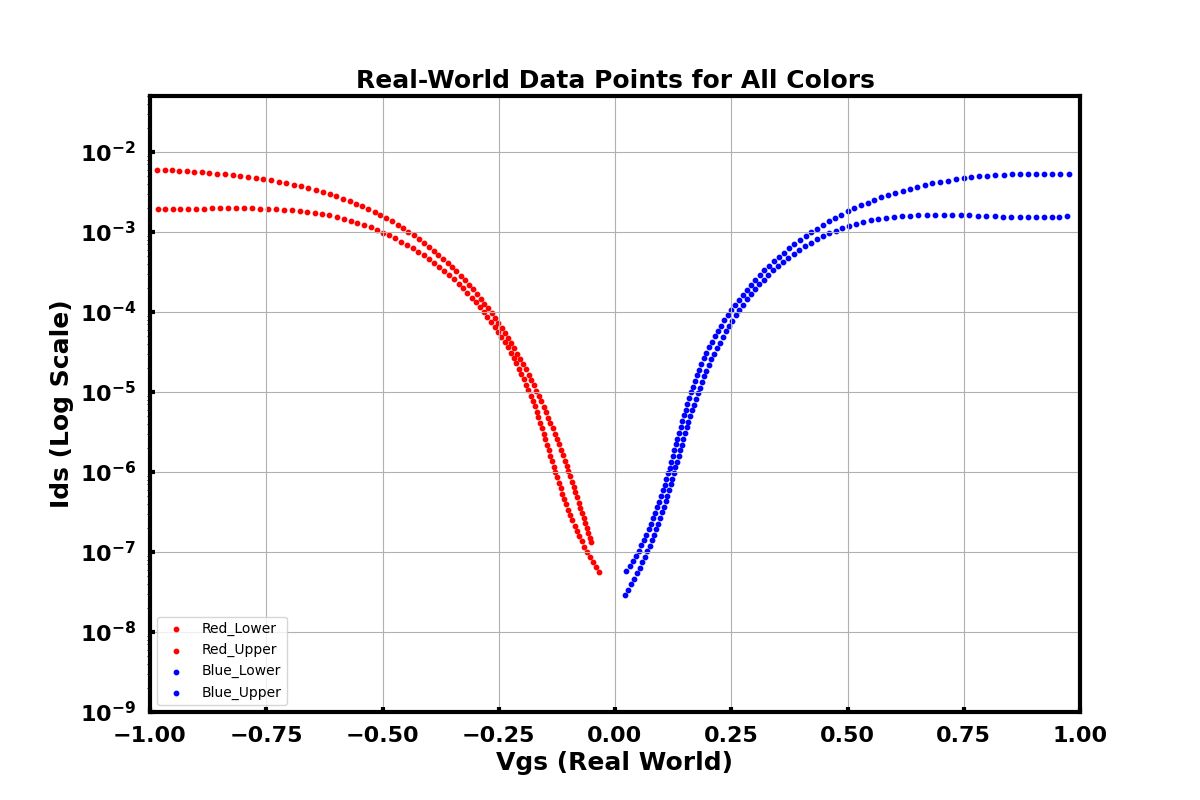 Real-World Data Points for All Colors
Ids (Log Scale)
10⁻²
10⁻³
10⁻⁴
10⁻⁵
10⁻⁶
10⁻⁷
10⁻⁸
10⁻⁹
Red_Lower
Red_Upper
Blue_Lower
Blue_Upper
−1.00 −0.75 −0.50 −0.25 0.00 0.25 0.50 0.75 1.00
Vgs (Real World)